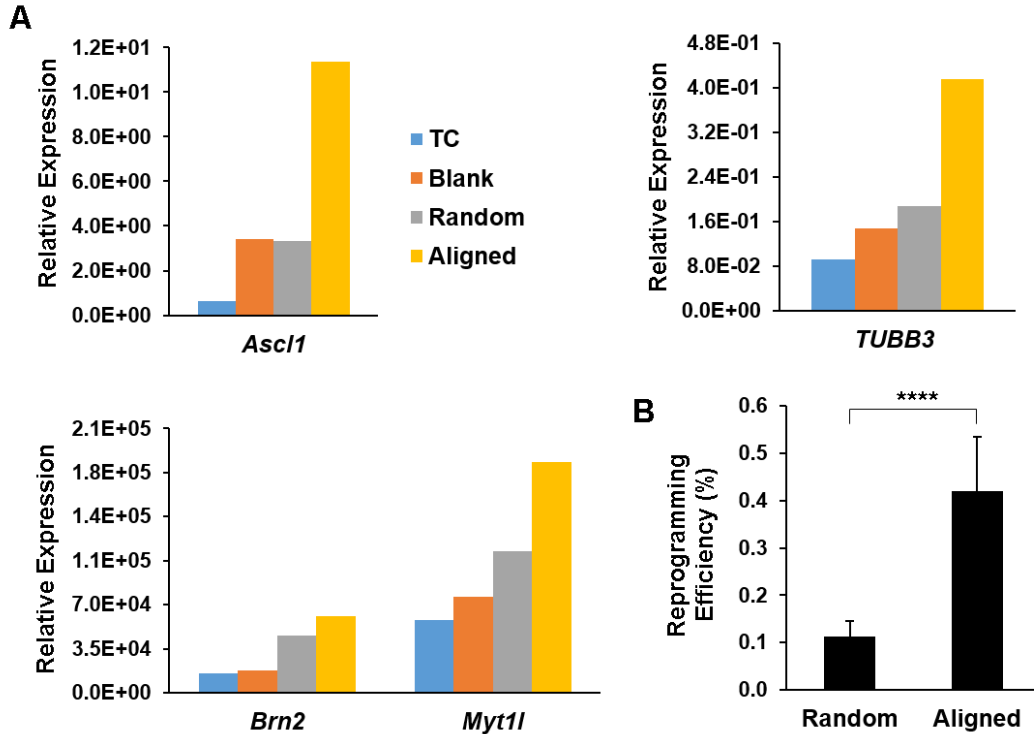 A
Relative Expression
1.2E+01
1.0E+01
8.0E+00
6.0E+00
4.0E+00
2.0E+00
0.0E+00
Ascl1
TC
Blank
Random
Aligned
Relative Expression
4.8E-01
4.0E-01
3.2E-01
2.4E-01
1.6E-01
8.0E-02
0.0E+00
TUBB3
Relative Expression
2.1E+05
1.8E+05
1.4E+05
1.1E+05
7.0E+04
3.5E+04
0.0E+00
Brn2 Myt1l
B
Reprogramming
Efficiency (%)
0.6
0.5
0.4
0.3
0.2
0.1
0.0
****
Random Aligned